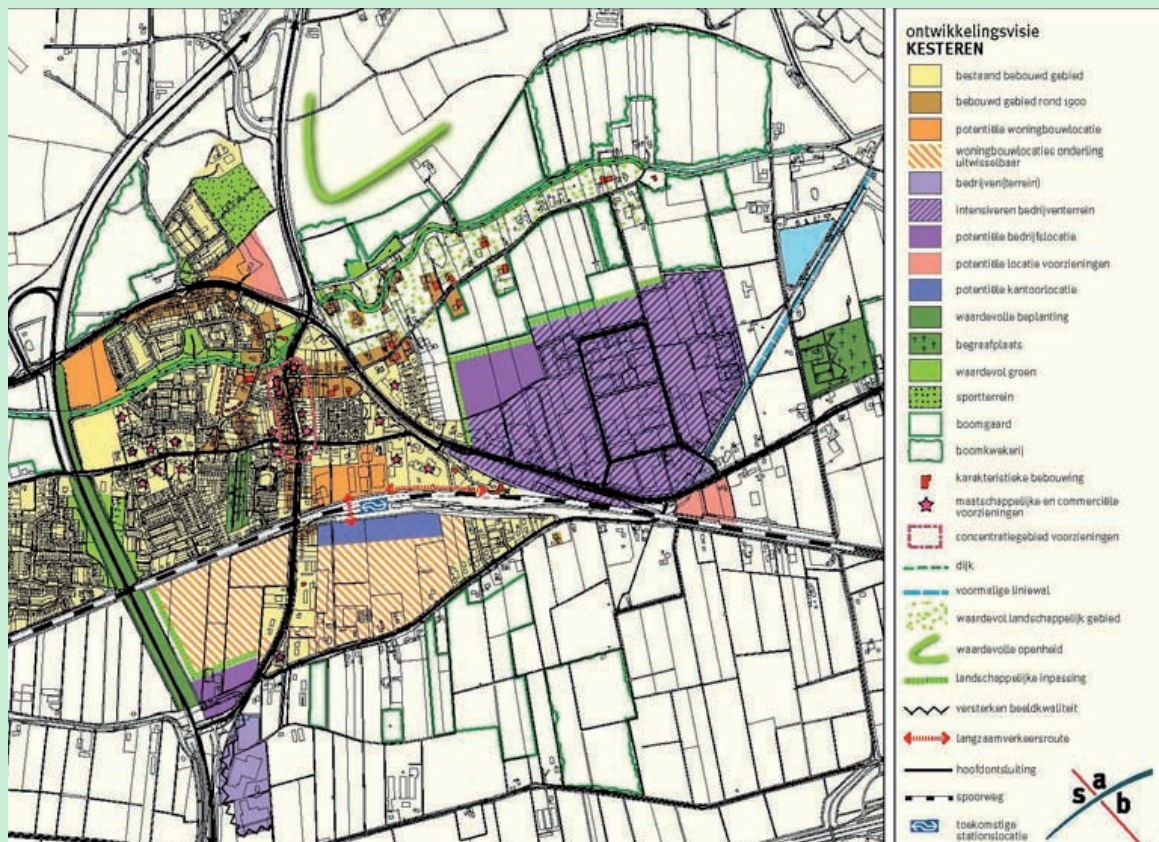 ontwikkelingsvisie
KESTEREN
bestaand bebouwd gebied
bebouwd gebied rond 1900
potentiële woningbouwlocatie
woningbouwlocaties onderling
uitwisselbaar
bedrijven(terrein)
intensiveren bedrijventerrein
potentiële bedrijfslocatie
potentiële locatie voorzieningen
potentiële kantoorlocatie
waardevolle beplanting
begraafplaats
waardevol groen
sportterrein
boomgaard
boomkwekerij
karakteristieke bebouwing
maatschappelijke en commerciële
voorzieningen
concentratiegebied voorzieningen
dijk
voormalige liniewal
waardevol landschappelijk gebied
waardevolle openheid
landschappelijke inpassing
versterken beeldkwaliteit
langzaamverkeersroute
hoofdontsluiting
spoorweg
toekomstige
stationslocatie
s a b